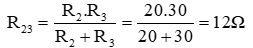 R₂₃ = R₂.R₃ / R₂ + R₃ = 20.30 / 20 + 30 = 12Ω